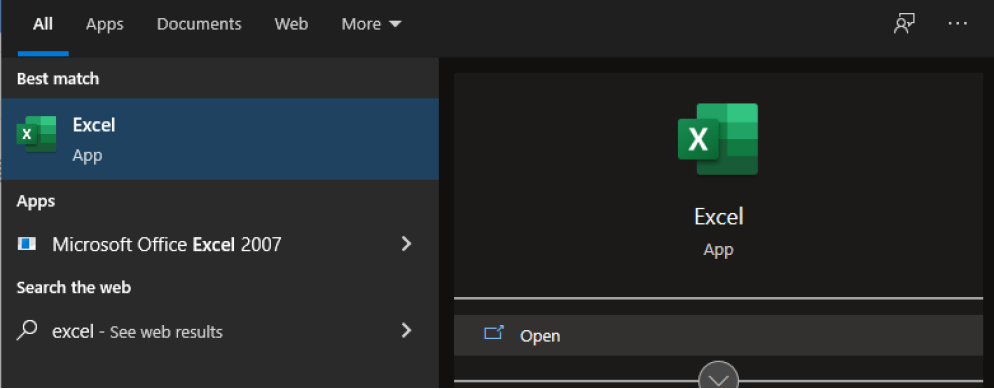 All Apps Documents Web More
Best match
Excel
App
Apps
Microsoft Office Excel 2007
Search the web
excel - See web results
X
X
Excel
App
Open